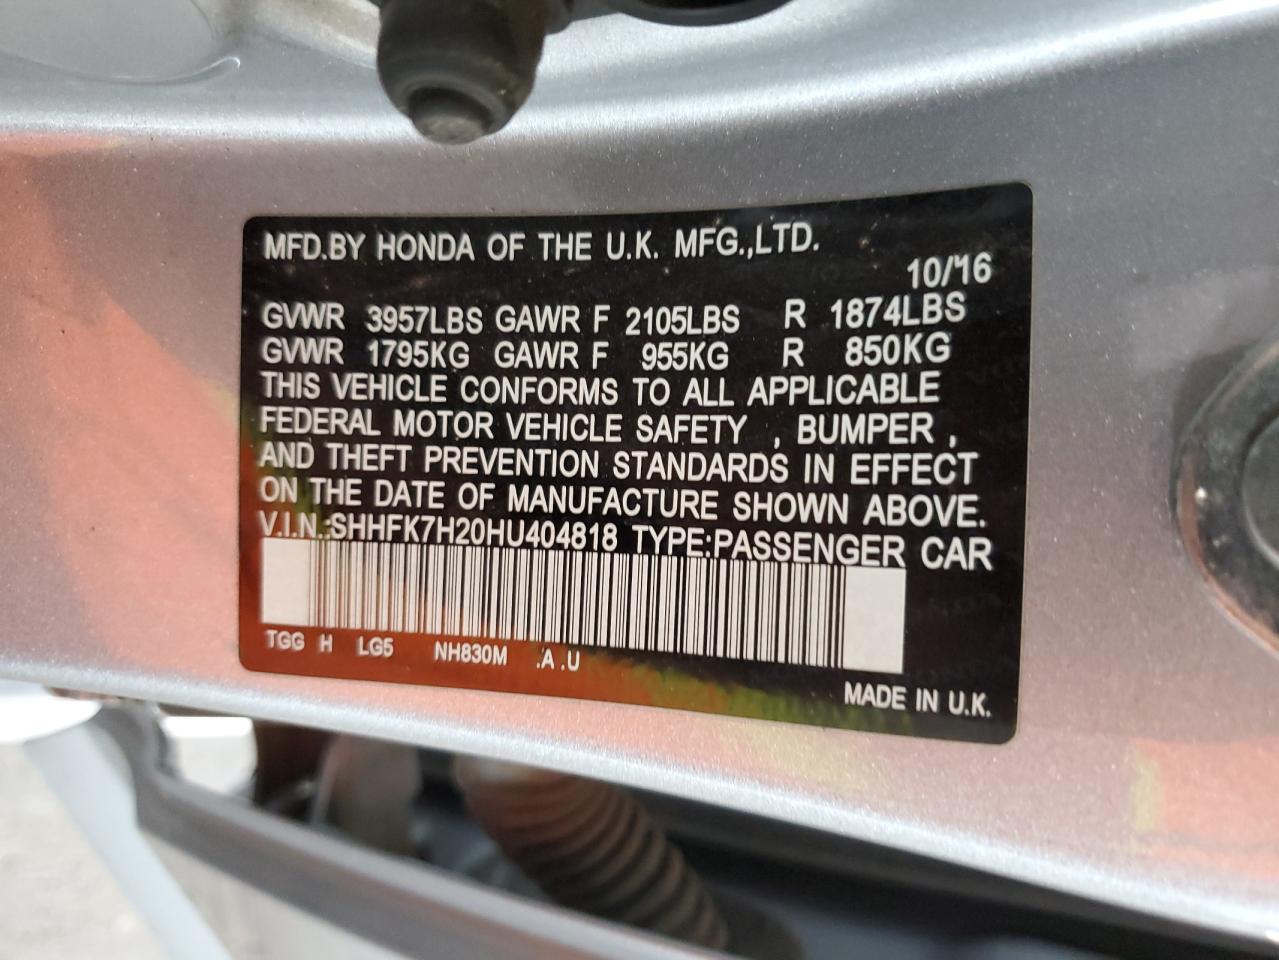 MFD.BY HONDA OF THE U.K. MFG.,LTD.
10/16
GVWR 3957LBS GAWR F 2105LBS R 1874LBS
GVWR 1795KG GAWR F 955KG R 850KG
THIS VEHICLE CONFORMS TO ALL APPLICABLE
FEDERAL MOTOR VEHICLE SAFETY , BUMPER ,
AND THEFT PREVENTION STANDARDS IN EFFECT
ON THE DATE OF MANUFACTURE SHOWN ABOVE.
V.I.N.:SHHFK7H20HU404818 TYPE:PASSENGER CAR
TGG H LG5 NH830M .A .U
MADE IN U.K.